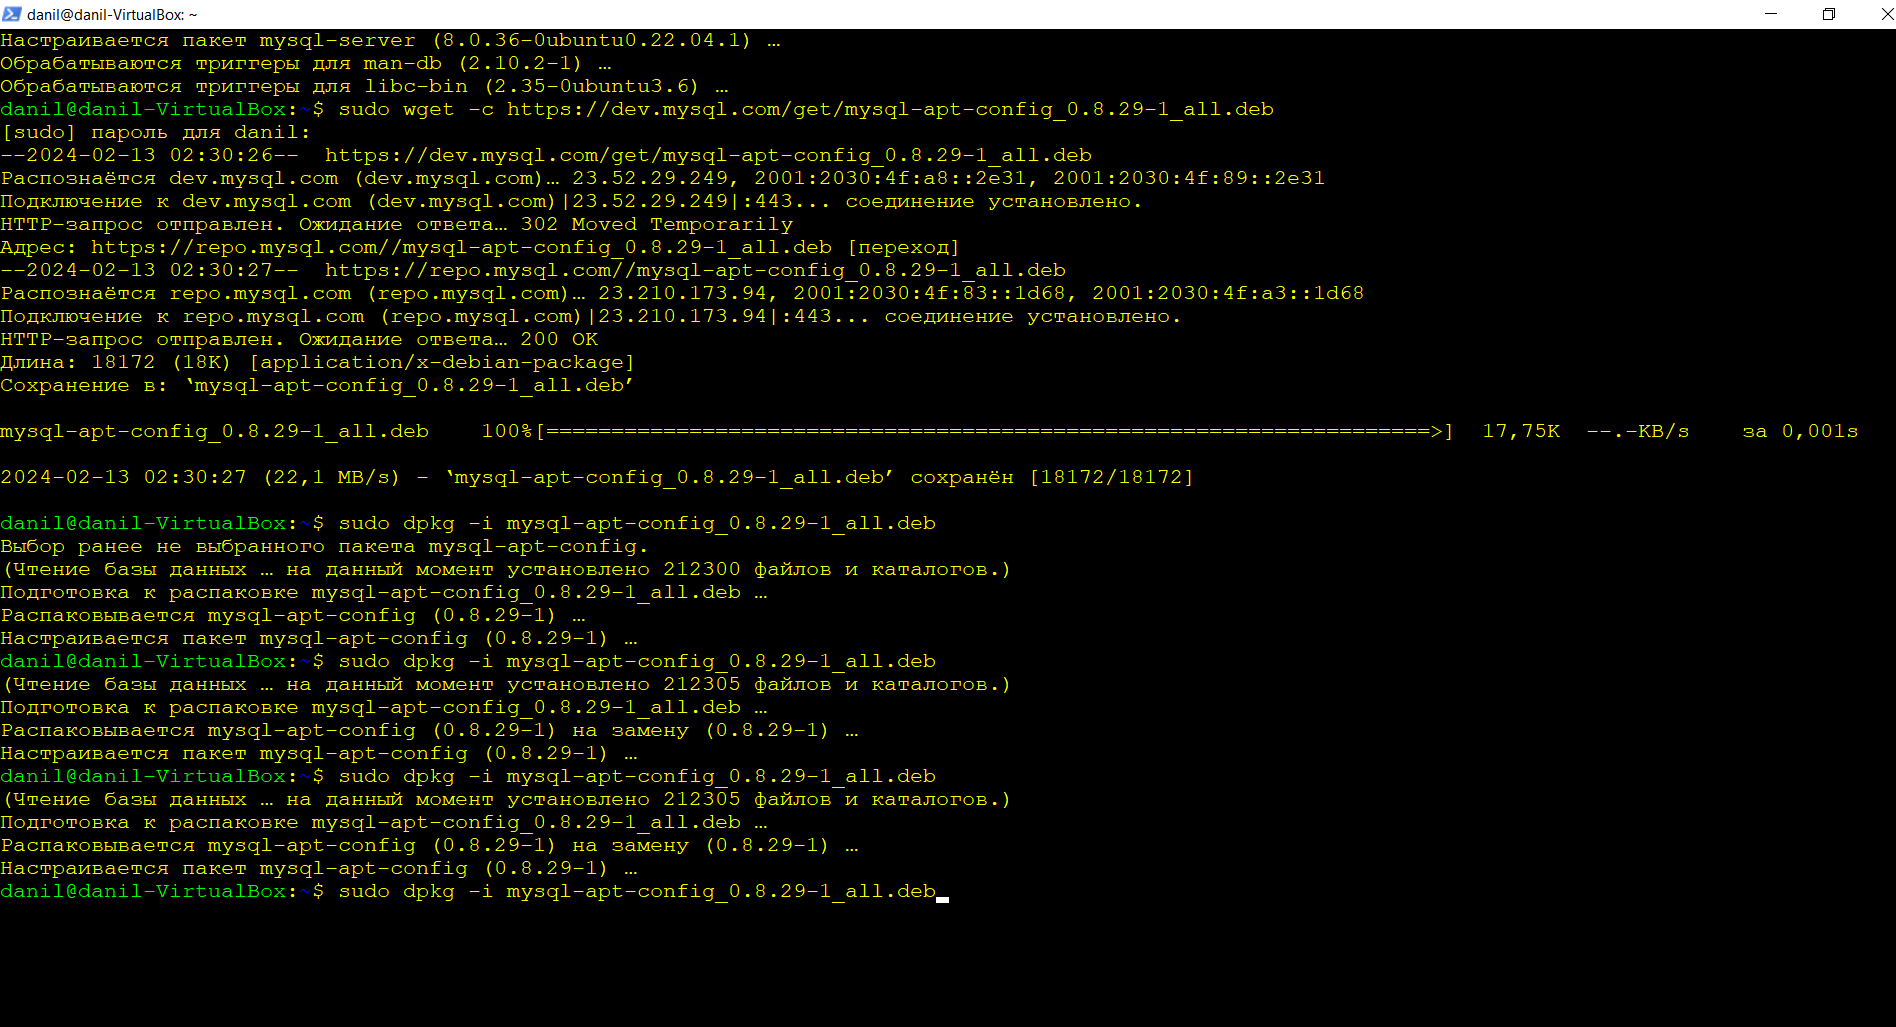 danil@danil-VirtualBox: ~
Настраивается пакет mysql-server (8.0.36-0ubuntu0.22.04.1) …
Обрабатываются триггеры для man-db (2.10.2-1) …
Обрабатываются триггеры для libc-bin (2.35-0ubuntu3.6) …
danil@danil-VirtualBox:~$ sudo wget -c https://dev.mysql.com/get/mysql-apt-config_0.8.29-1_all.deb
[sudo] пароль для danil:
--2024-02-13 02:30:26--  https://dev.mysql.com/get/mysql-apt-config_0.8.29-1_all.deb
Распознаётся dev.mysql.com (dev.mysql.com)… 23.52.29.249, 2001:2030:4f:a8::2e31, 2001:2030:4f:89::2e31
Подключение к dev.mysql.com (dev.mysql.com)|23.52.29.249|:443... соединение установлено.
HTTP-запрос отправлен. Ожидание ответа… 302 Moved Temporarily
Адрес: https://repo.mysql.com//mysql-apt-config_0.8.29-1_all.deb [переход]
--2024-02-13 02:30:27--  https://repo.mysql.com//mysql-apt-config_0.8.29-1_all.deb
Распознаётся repo.mysql.com (repo.mysql.com)… 23.210.173.94, 2001:2030:4f:83::1d68, 2001:2030:4f:a3::1d68
Подключение к repo.mysql.com (repo.mysql.com)|23.210.173.94|:443... соединение установлено.
HTTP-запрос отправлен. Ожидание ответа… 200 OK
Длина: 18172 (18K) [application/x-debian-package]
Сохранение в: ‘mysql-apt-config_0.8.29-1_all.deb’
mysql-apt-config_0.8.29-1_all.deb    100%[====================================================================>]  17,75K  --.-KB/s    за 0,001s
2024-02-13 02:30:27 (22,1 MB/s) - ‘mysql-apt-config_0.8.29-1_all.deb’ сохранён [18172/18172]
danil@danil-VirtualBox:~$ sudo dpkg -i mysql-apt-config_0.8.29-1_all.deb
Выбор ранее не выбранного пакета mysql-apt-config.
(Чтение базы данных … на данный момент установлено 212300 файлов и каталогов.)
Подготовка к распаковке mysql-apt-config_0.8.29-1_all.deb …
Распаковывается mysql-apt-config (0.8.29-1) …
Настраивается пакет mysql-apt-config (0.8.29-1) …
danil@danil-VirtualBox:~$ sudo dpkg -i mysql-apt-config_0.8.29-1_all.deb
(Чтение базы данных … на данный момент установлено 212305 файлов и каталогов.)
Подготовка к распаковке mysql-apt-config_0.8.29-1_all.deb …
Распаковывается mysql-apt-config (0.8.29-1) на замену (0.8.29-1) …
Настраивается пакет mysql-apt-config (0.8.29-1) …
danil@danil-VirtualBox:~$ sudo dpkg -i mysql-apt-config_0.8.29-1_all.deb
(Чтение базы данных … на данный момент установлено 212305 файлов и каталогов.)
Подготовка к распаковке mysql-apt-config_0.8.29-1_all.deb …
Распаковывается mysql-apt-config (0.8.29-1) на замену (0.8.29-1) …
Настраивается пакет mysql-apt-config (0.8.29-1) …
danil@danil-VirtualBox:~$ sudo dpkg -i mysql-apt-config_0.8.29-1_all.deb